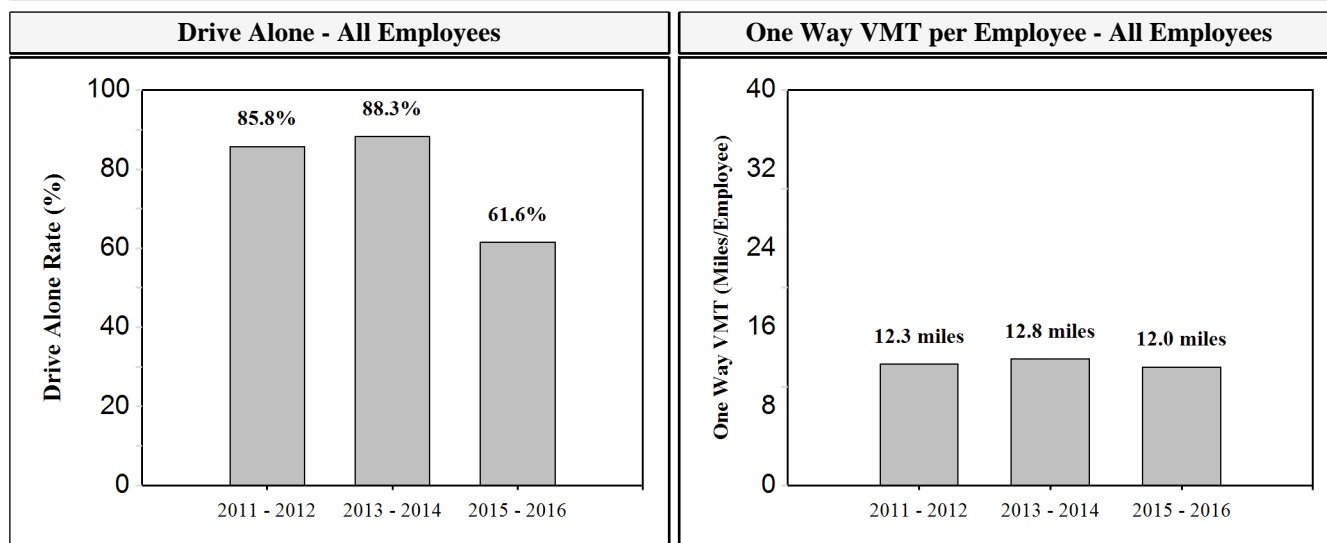 Drive Alone - All Employees
One Way VMT per Employee - All Employees
Drive Alone Rate (%)
100
80
60
40
20
0
85.8%
88.3%
61.6%
2011 - 2012
2013 - 2014
2015 - 2016
One Way VMT (Miles/Employee)
40
32
24
16
8
0
12.3 miles
12.8 miles
12.0 miles
2011 - 2012
2013 - 2014
2015 - 2016